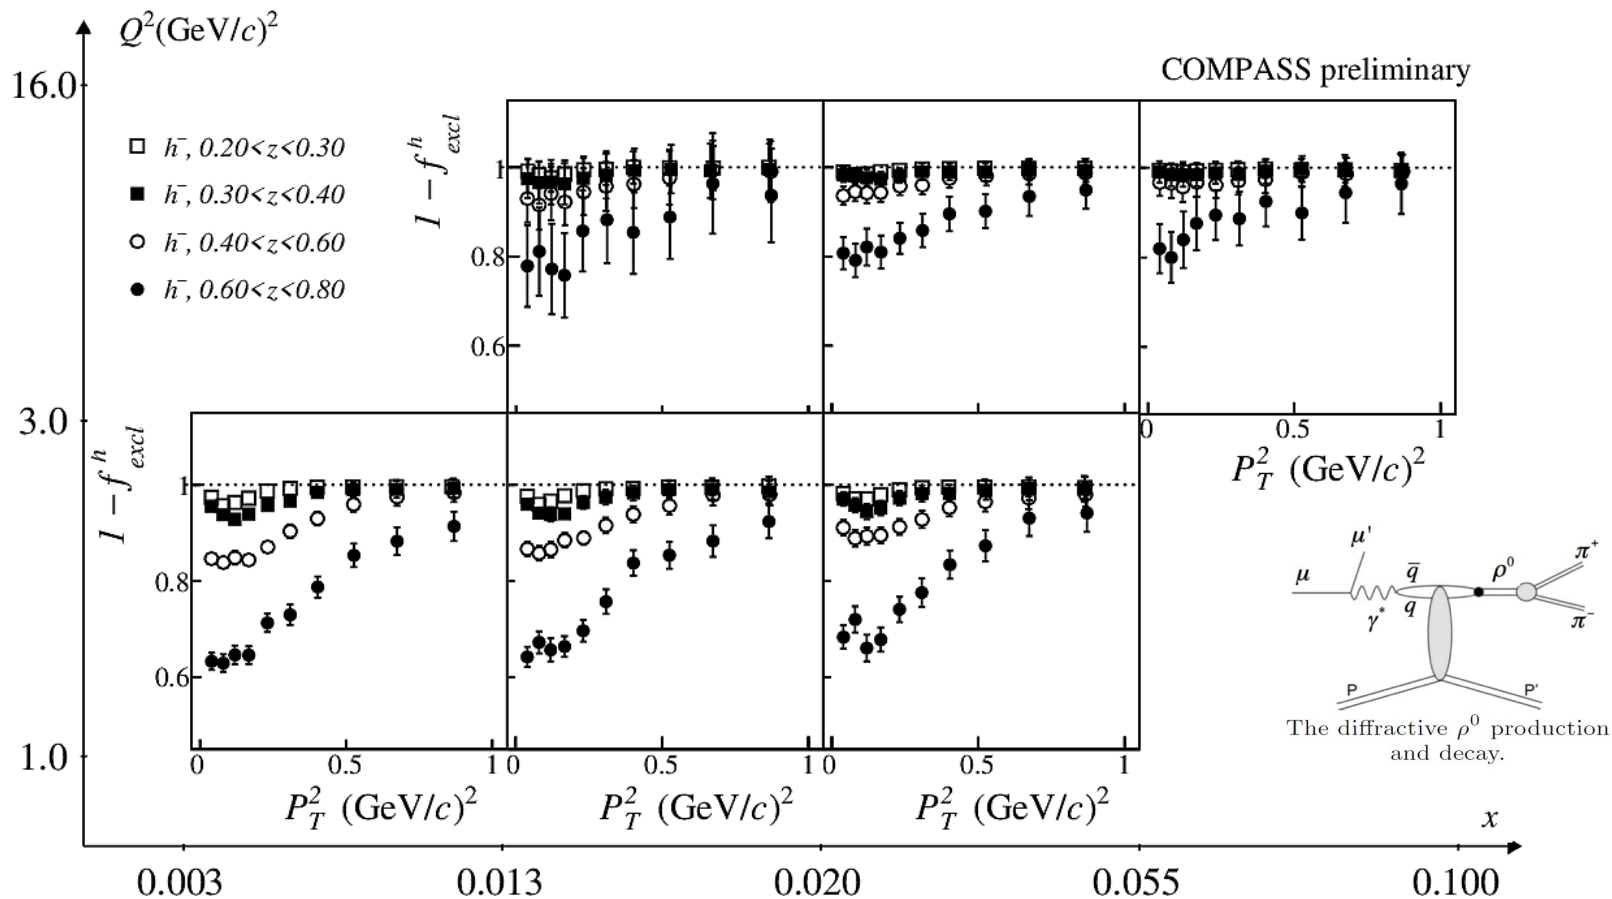 Q²(GeV/c)²
COMPASS preliminary
16.0
3.0
1.0
h⁻, 0.20<z<0.30
h⁻, 0.30<z<0.40
h⁻, 0.40<z<0.60
h⁻, 0.60<z<0.80
1 − f^h_excl
1
0.8
0.6
0 0.5 1
P_T² (GeV/c)²
1 − f^h_excl
1
0.8
0.6
0 0.5 1 0 0.5 1 0 0.5 1
P_T² (GeV/c)² P_T² (GeV/c)² P_T² (GeV/c)²
μ μ' γ* q̄ q ρ⁰ π⁺ π⁻
P P'
The diffractive ρ⁰ production
and decay.
x
0.003 0.013 0.020 0.055 0.100